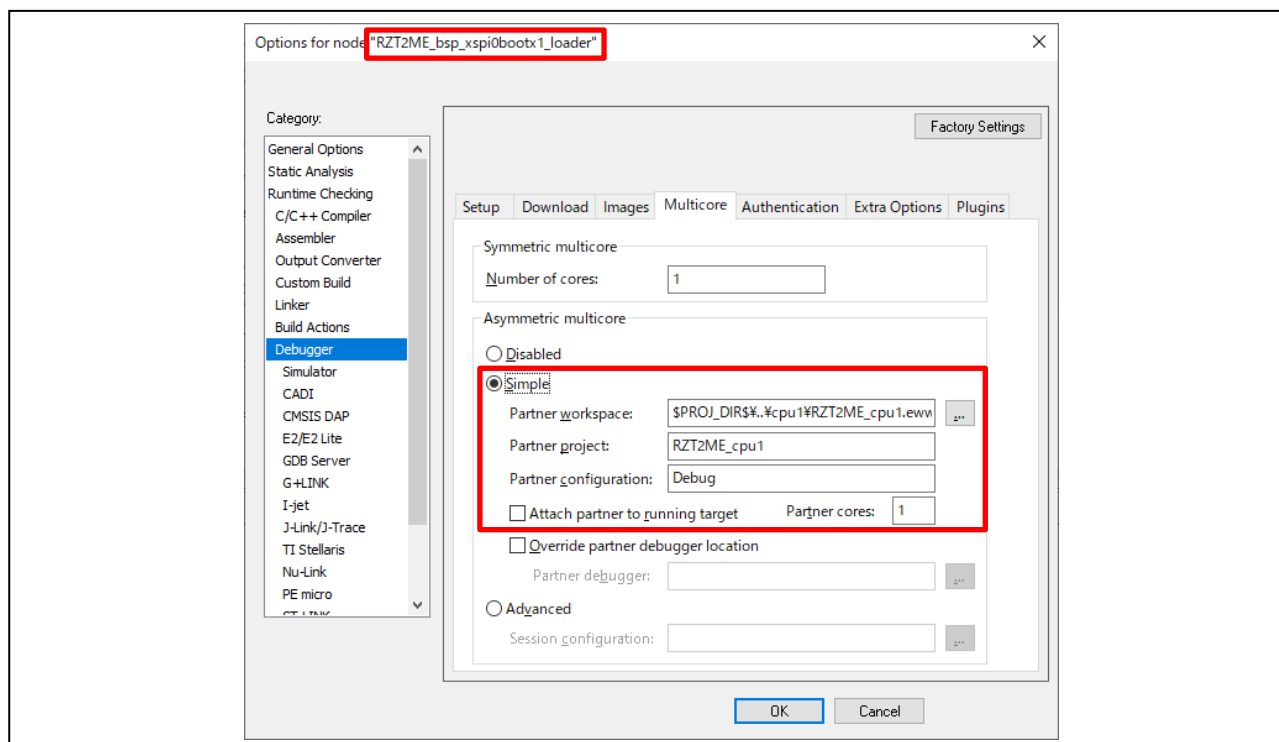 Options for node "RZT2ME_bsp_xspi0bootx1_loader"
Category:
Factory Settings
General Options
Static Analysis
Runtime Checking
C/C++ Compiler
Assembler
Output Converter
Custom Build
Linker
Build Actions
Debugger
Simulator
CADI
CMSIS DAP
E2/E2 Lite
GDB Server
G+LINK
I-jet
J-Link/J-Trace
TI Stellaris
Nu-Link
PE micro
ST-LINK
Setup Download Images Multicore Authentication Extra Options Plugins
Symmetric multicore
Number of cores: 1
Asymmetric multicore
Disabled
Simple
Partner workspace: $PROJ_DIR$¥..¥cpu1¥RZT2ME_cpu1.eww ...
Partner project: RZT2ME_cpu1
Partner configuration: Debug
Attach partner to running target Partner cores: 1
Override partner debugger location
Partner debugger: ...
Advanced
Session configuration: ...
OK Cancel